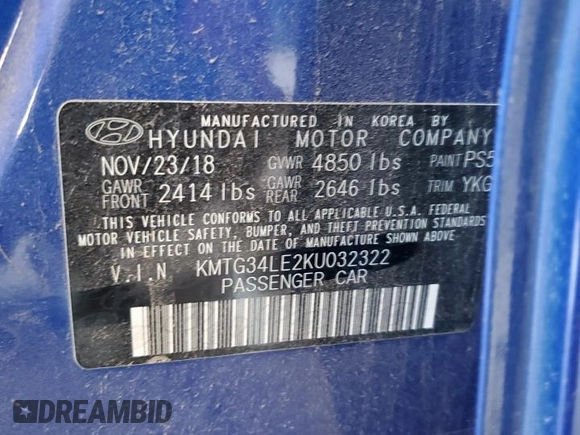 MANUFACTURED IN KOREA BY
HYUNDAI MOTOR COMPANY
NOV/23/18 GVWR 4850 lbs PAINT PS5
GAWR FRONT 2414 lbs GAWR REAR 2646 lbs TRIM YKG
THIS VEHICLE CONFORMS TO ALL APPLICABLE U.S.A. FEDERAL
MOTOR VEHICLE SAFETY, BUMPER, AND THEFT PREVENTION STANDARDS
IN EFFECT ON THE DATE OF MANUFACTURE SHOWN ABOVE.
V.I.N KMTG34LE2KU032322
PASSENGER CAR
DREAMBID